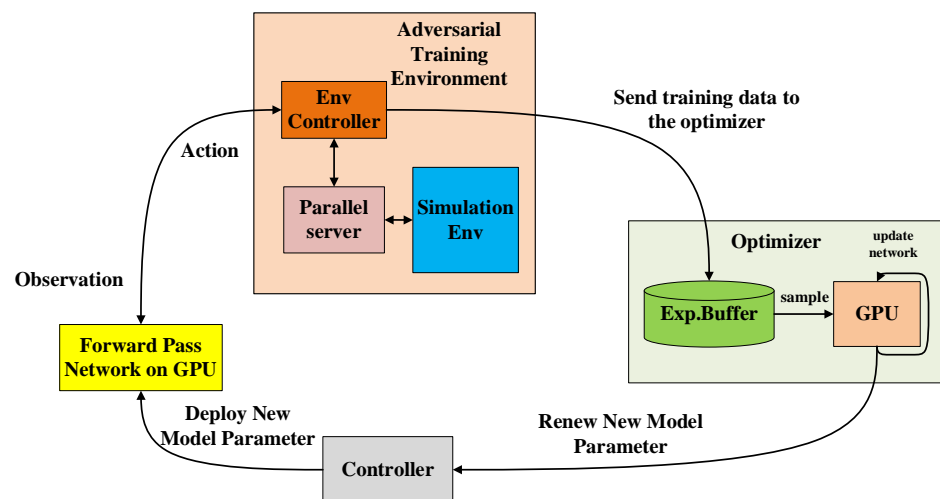 Adversarial
Training
Environment
Env
Controller
Send training data to
the optimizer
Action
Parallel
server
Simulation
Env
Optimizer
update
network
Observation
sample
Exp.Buffer
GPU
Forward Pass
Network on GPU
Deploy New
Model Parameter
Renew New Model
Parameter
Controller